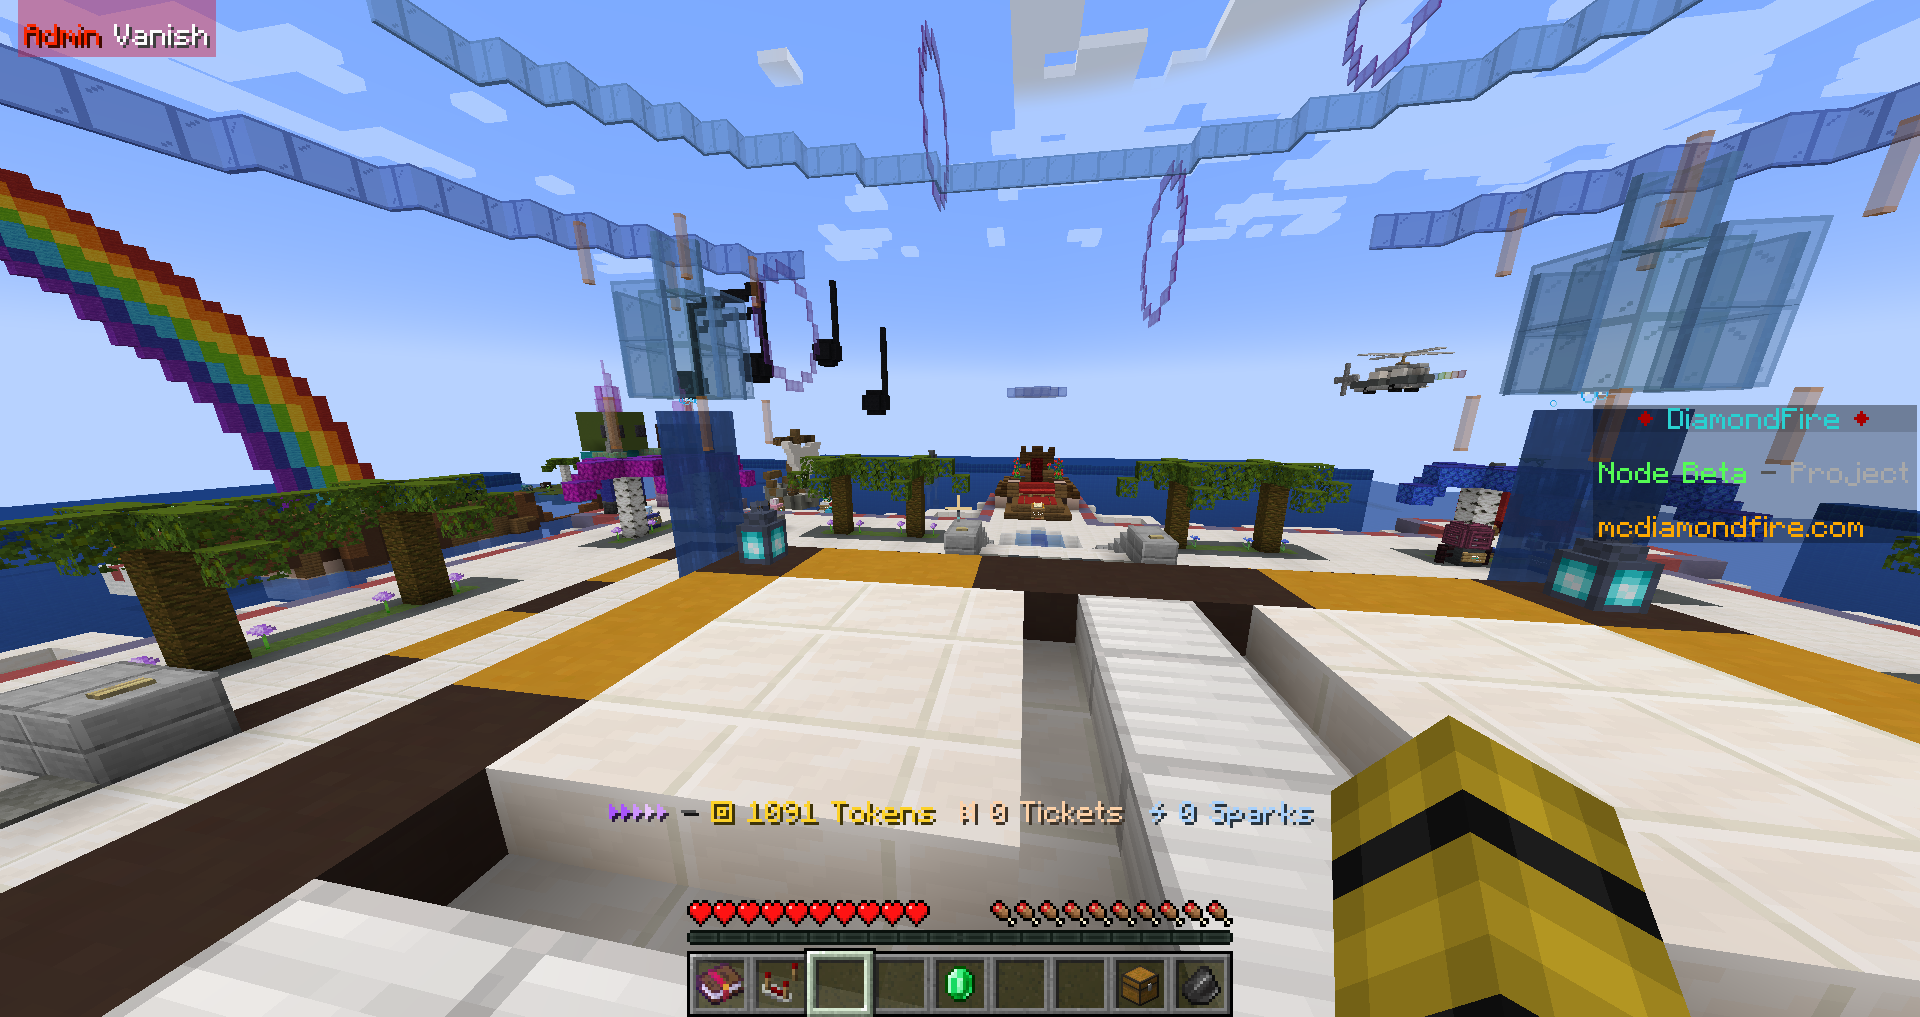 Admin Vanish
DiamondFire
Node Beta - Project
mcdiamondfire.com
- 1091 Tokens 0 Tickets 0 Sparks